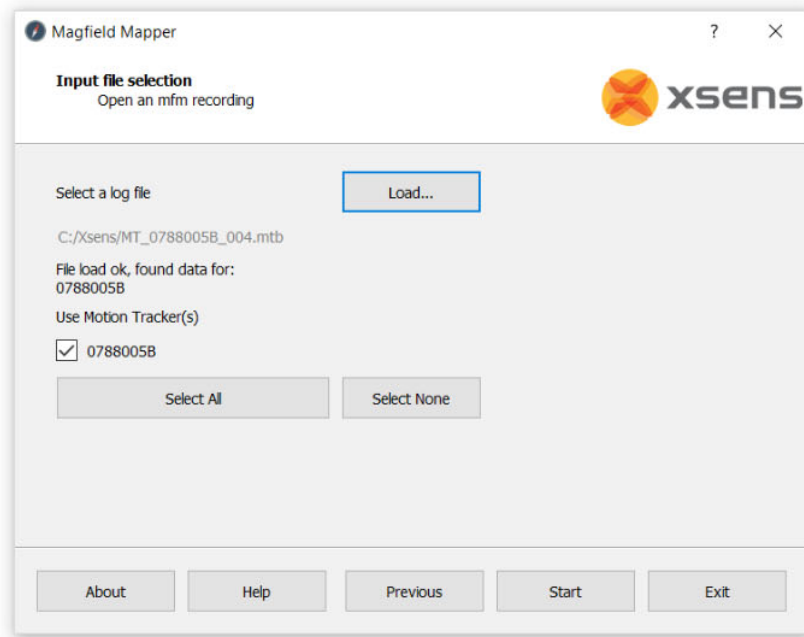 Magfield Mapper
?
Input file selection
Open an mfm recording
xsens
Select a log file
Load...
C:/Xsens/MT_0788005B_004.mtb
File load ok, found data for:
0788005B
Use Motion Tracker(s)
0788005B
Select All
Select None
About
Help
Previous
Start
Exit